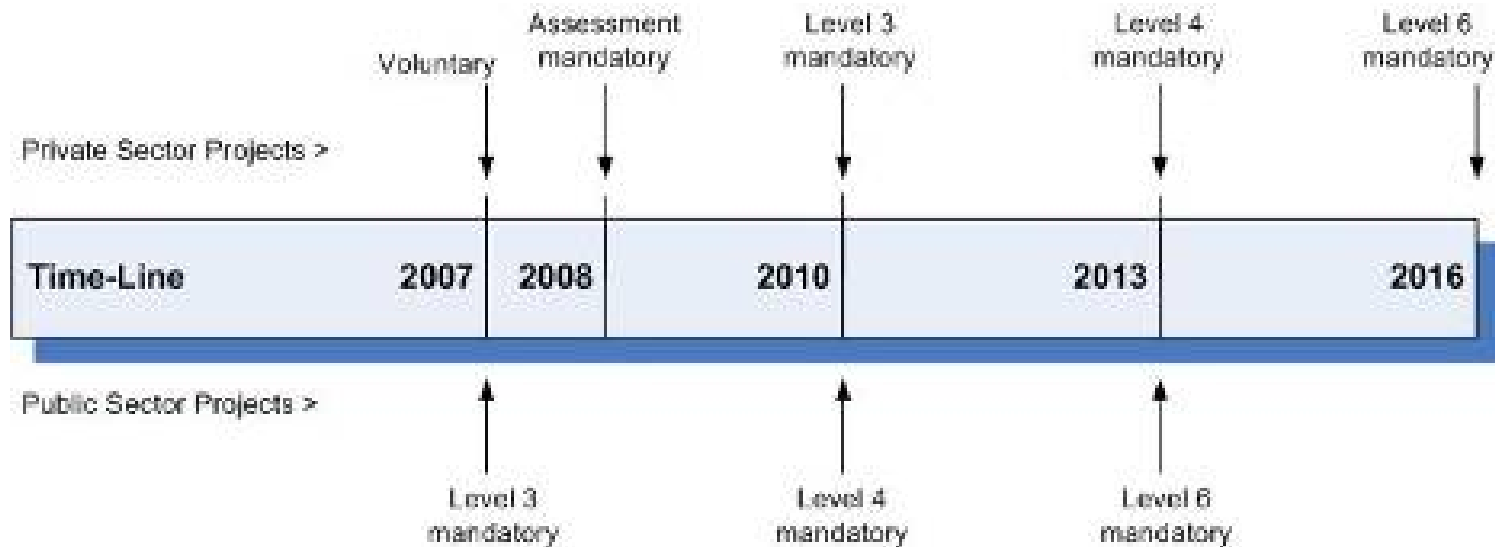 Voluntary
Assessment
mandatory
Level 3
mandatory
Level 4
mandatory
Level 6
mandatory
Private Sector Projects >
Time-Line 2007 2008 2010 2013 2016
Public Sector Projects >
Level 3
mandatory
Level 4
mandatory
Level 6
mandatory